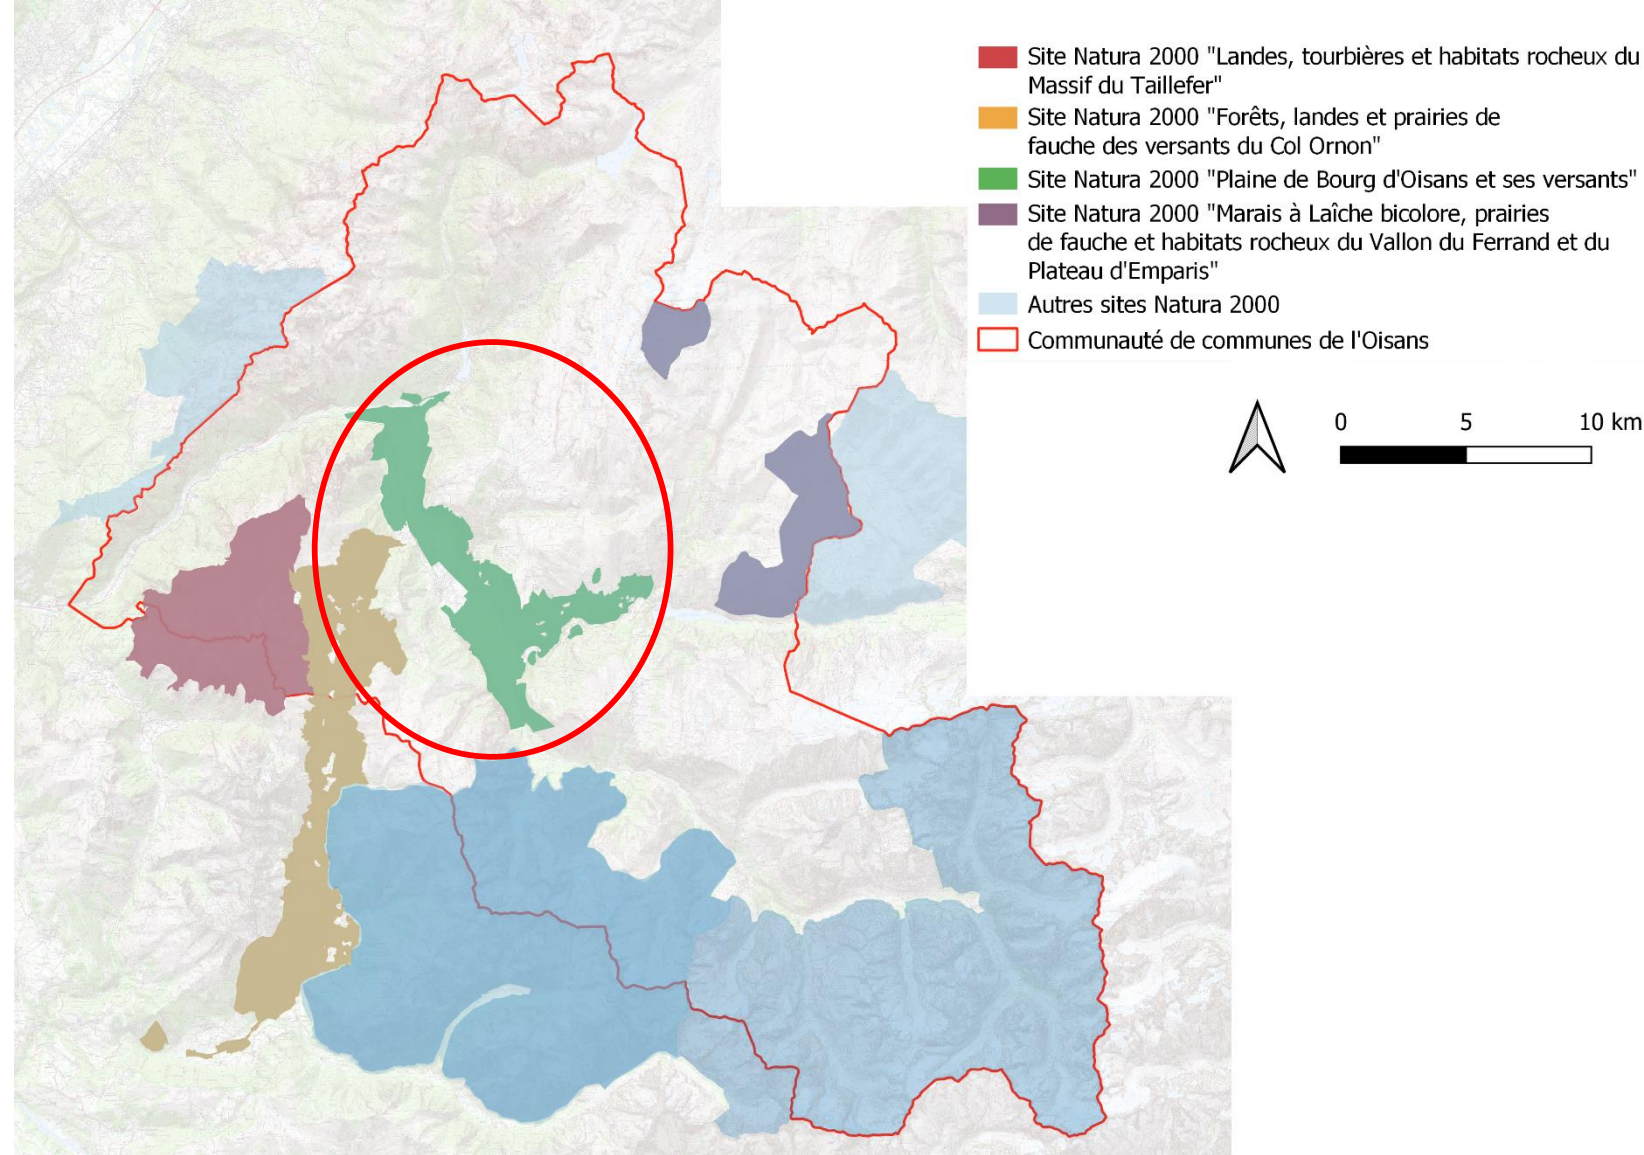 Site Natura 2000 "Landes, tourbières et habitats rocheux du
Massif du Taillefer"
Site Natura 2000 "Forêts, landes et prairies de
fauche des versants du Col Ornon"
Site Natura 2000 "Plaine de Bourg d'Oisans et ses versants"
Site Natura 2000 "Marais à Laîche bicolore, prairies
de fauche et habitats rocheux du Vallon du Ferrand et du
Plateau d'Emparis"
Autres sites Natura 2000
Communauté de communes de l'Oisans
0 5 10 km